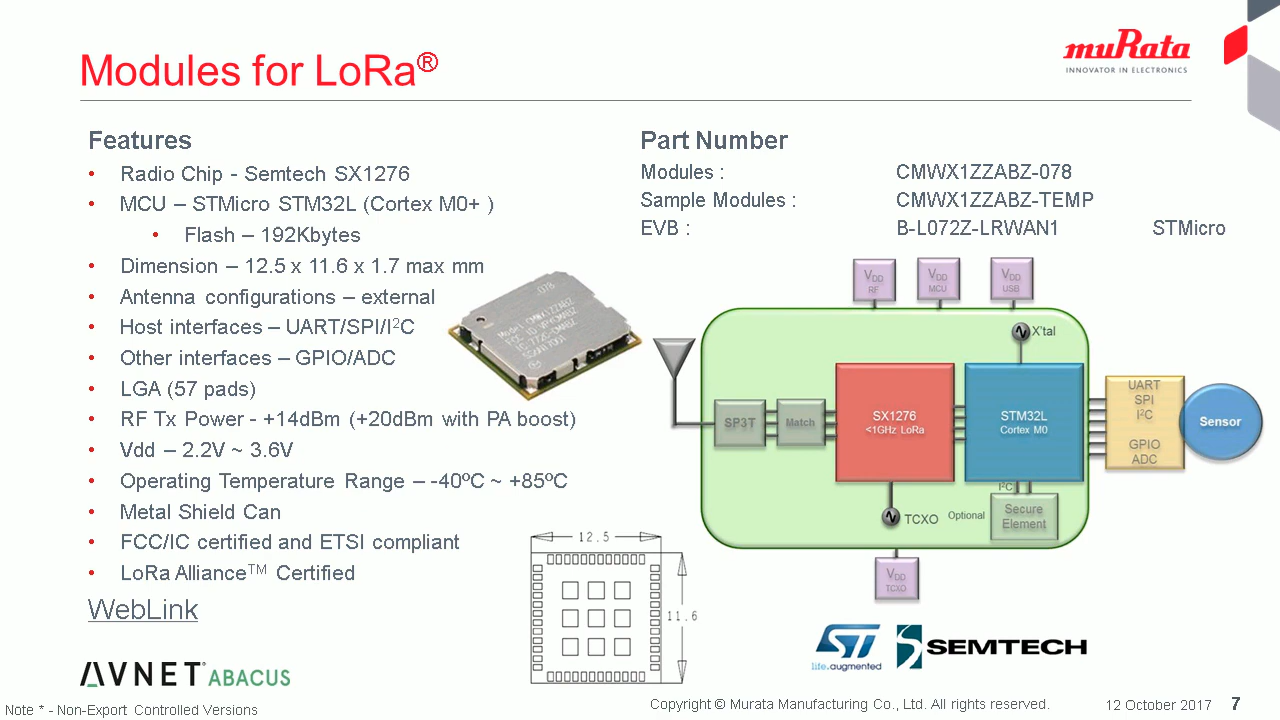 Modules for LoRa®
muRata
INNOVATOR IN ELECTRONICS
Features
• Radio Chip - Semtech SX1276
• MCU – STMicro STM32L (Cortex M0+ )
• Flash – 192Kbytes
• Dimension – 12.5 x 11.6 x 1.7 max mm
• Antenna configurations – external
• Host interfaces – UART/SPI/I²C
• Other interfaces – GPIO/ADC
• LGA (57 pads)
• RF Tx Power - +14dBm (+20dBm with PA boost)
• Vdd – 2.2V ~ 3.6V
• Operating Temperature Range – -40ºC ~ +85ºC
• Metal Shield Can
• FCC/IC certified and ETSI compliant
• LoRa Alliance™ Certified
WebLink
Part Number
Modules : CMWX1ZZABZ-078
Sample Modules : CMWX1ZZABZ-TEMP
EVB : B-L072Z-LRWAN1 STMicro
-078
Model CMWX1ZZABZ
FCC ID
VDD RF
VDD MCU
VDD USB
X'tal
SP3T
Match
SX1276
<1GHz LoRa
STM32L
Cortex M0
UART
SPI
I²C
GPIO
ADC
Sensor
I²C
TCXO
Optional
Secure
Element
VDD
TCXO
12.5
11.6
ST
life.augmented
SEMTECH
AVNET® ABACUS
Note * - Non-Export Controlled Versions
Copyright © Murata Manufacturing Co., Ltd. All rights reserved.
12 October 2017
7